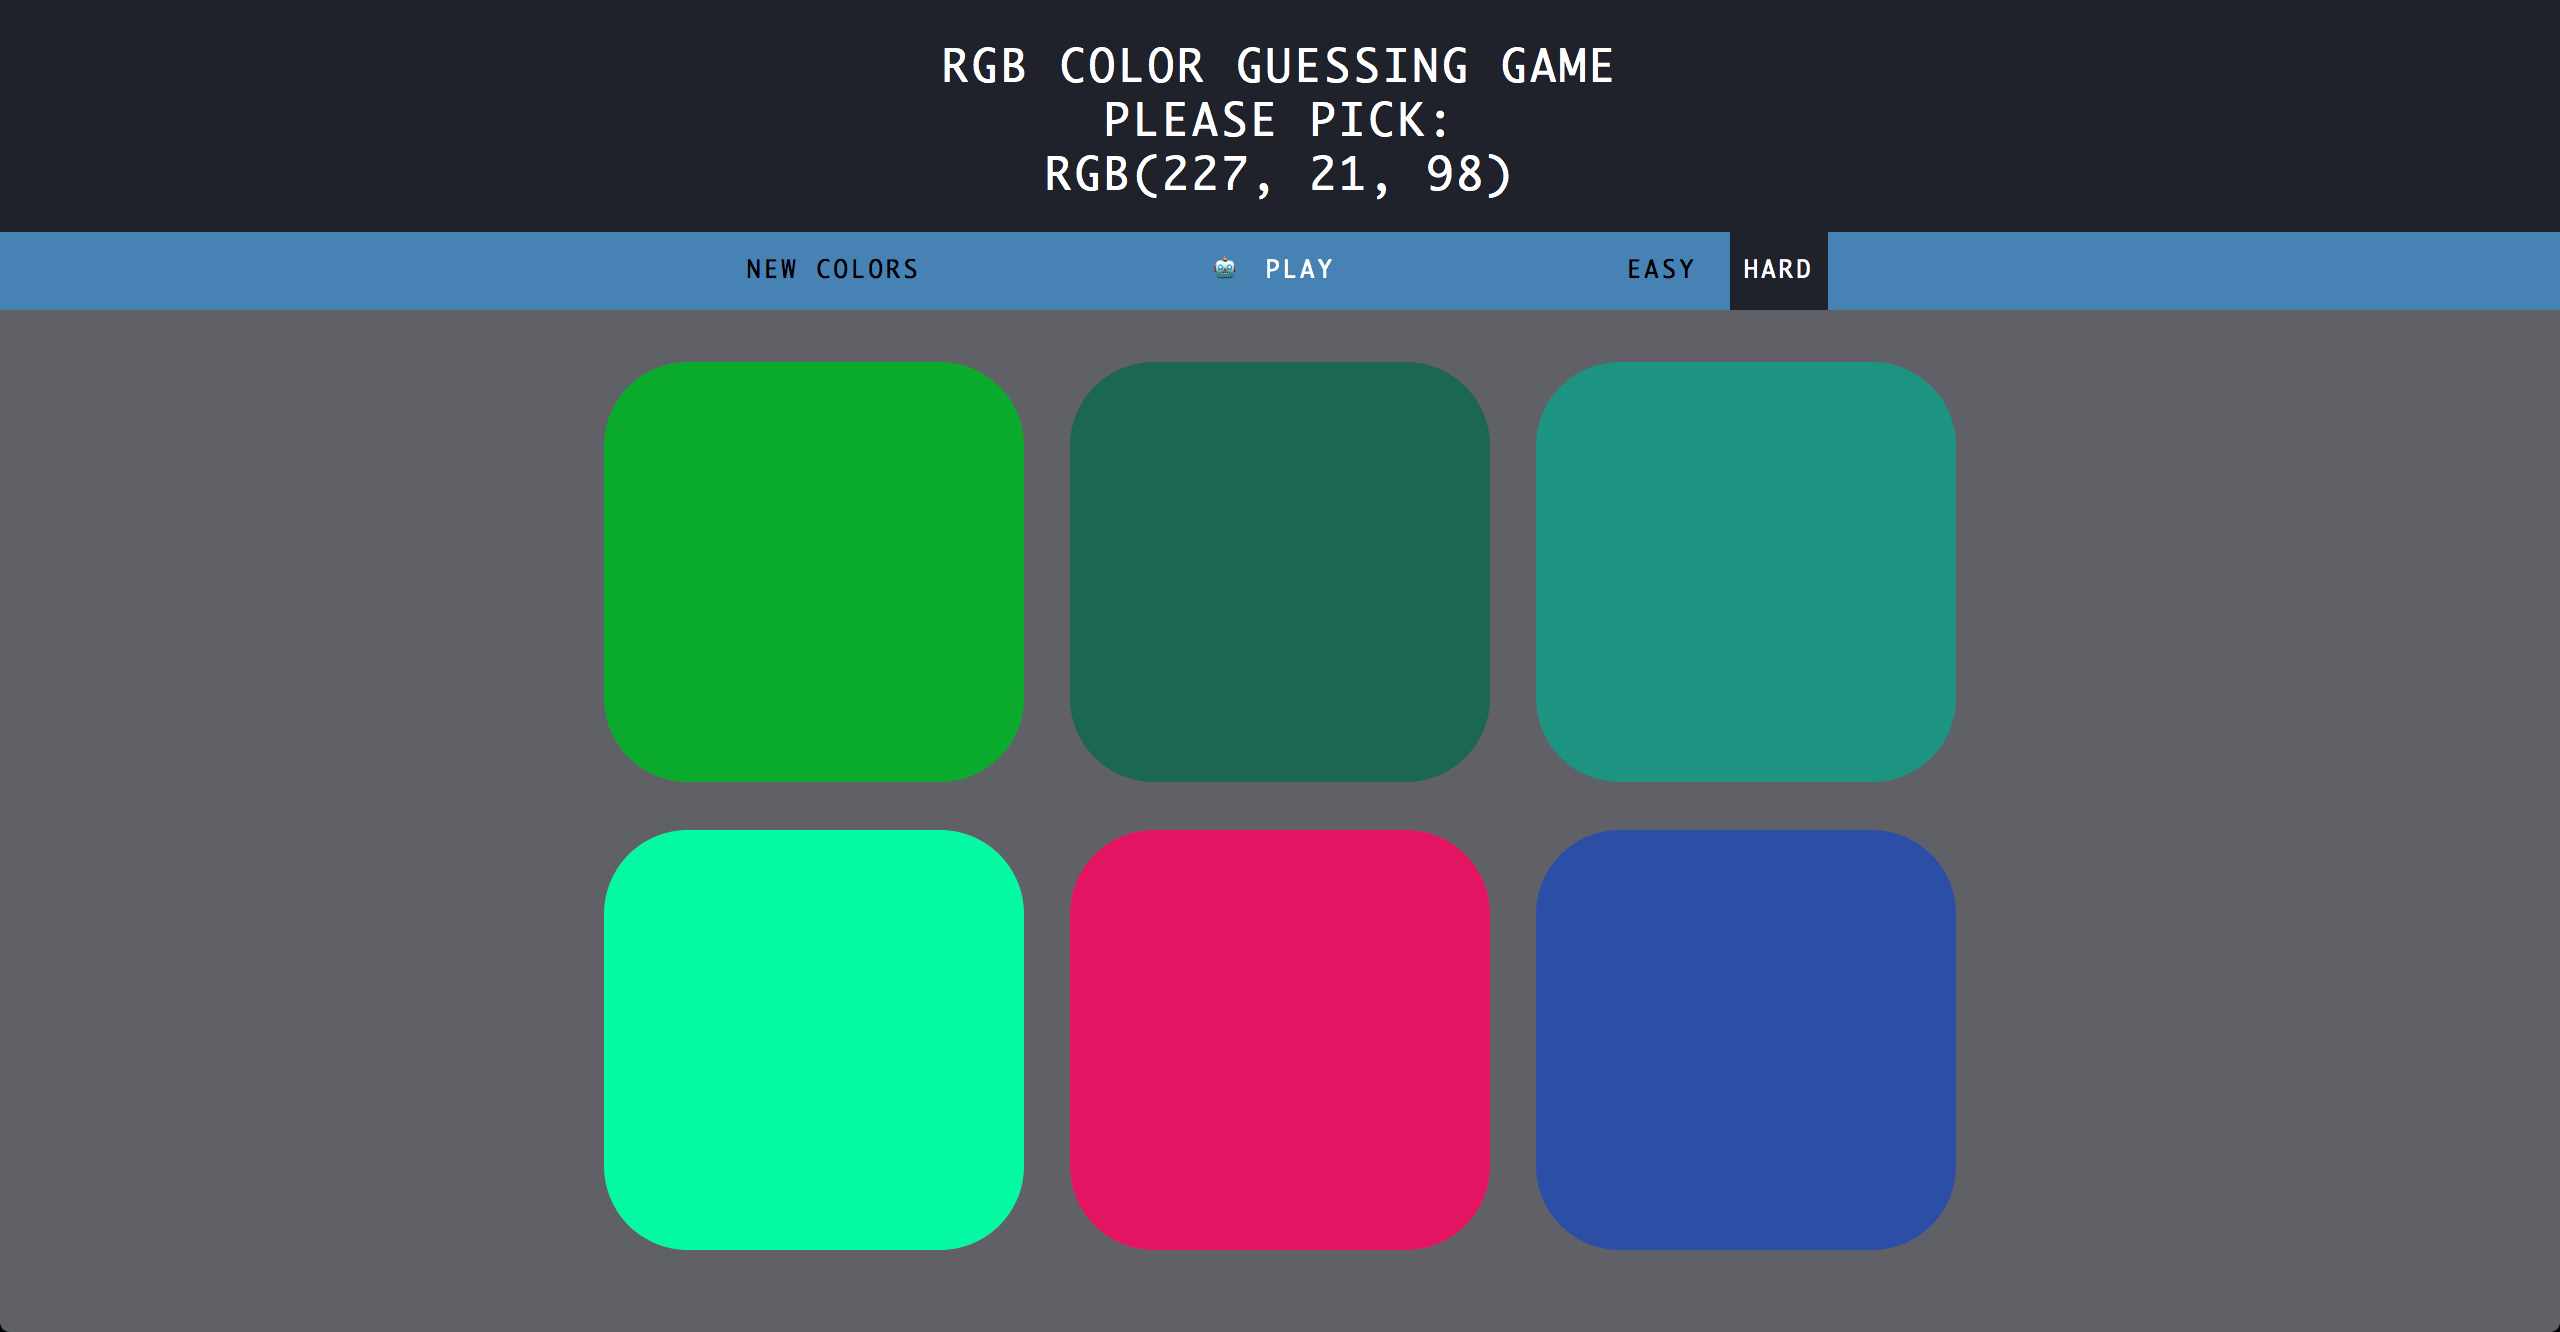 RGB COLOR GUESSING GAME
PLEASE PICK:
RGB(227, 21, 98)
NEW COLORS 🤖 PLAY EASY HARD